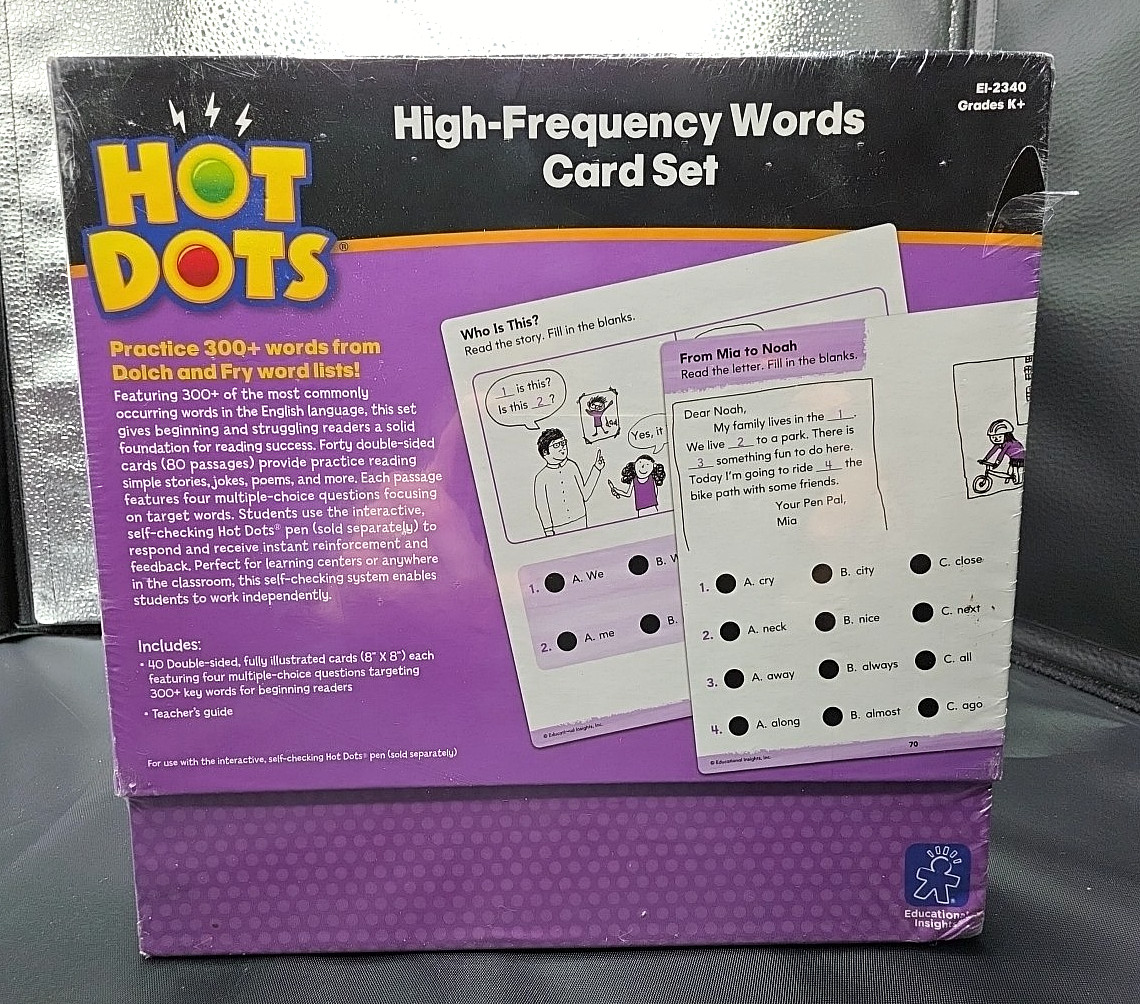 EI-2340
Grades K+
High-Frequency Words
Card Set
HOT
DOTS®
Practice 300+ words from
Dolch and Fry word lists!
Featuring 300+ of the most commonly
occurring words in the English language, this set
gives beginning and struggling readers a solid
foundation for reading success. Forty double-sided
cards (80 passages) provide practice reading
simple stories, jokes, poems, and more. Each passage
features four multiple-choice questions focusing
on target words. Students use the interactive,
self-checking Hot Dots® pen (sold separately) to
respond and receive instant reinforcement and
feedback. Perfect for learning centers or anywhere
in the classroom, this self-checking system enables
students to work independently.
Includes:
• 40 Double-sided, fully illustrated cards (8" X 8") each
featuring four multiple-choice questions targeting
300+ key words for beginning readers
• Teacher's guide
For use with the interactive, self-checking Hot Dots® pen (sold separately)
Who Is This?
Read the story. Fill in the blanks.
1 is this?
Is this 2 ?
Yes, it
1. A. We B. W
2. A. me B.
© Educational Insights, Inc.
From Mia to Noah
Read the letter. Fill in the blanks.
Dear Noah,
My family lives in the 1 .
We live 2 to a park. There is
3 something fun to do here.
Today I'm going to ride 4 the
bike path with some friends.
Your Pen Pal,
Mia
1. A. cry B. city C. close
2. A. neck B. nice C. next
3. A. away B. always C. all
4. A. along B. almost C. ago
70
© Educational Insights, Inc.
Educational
Insights